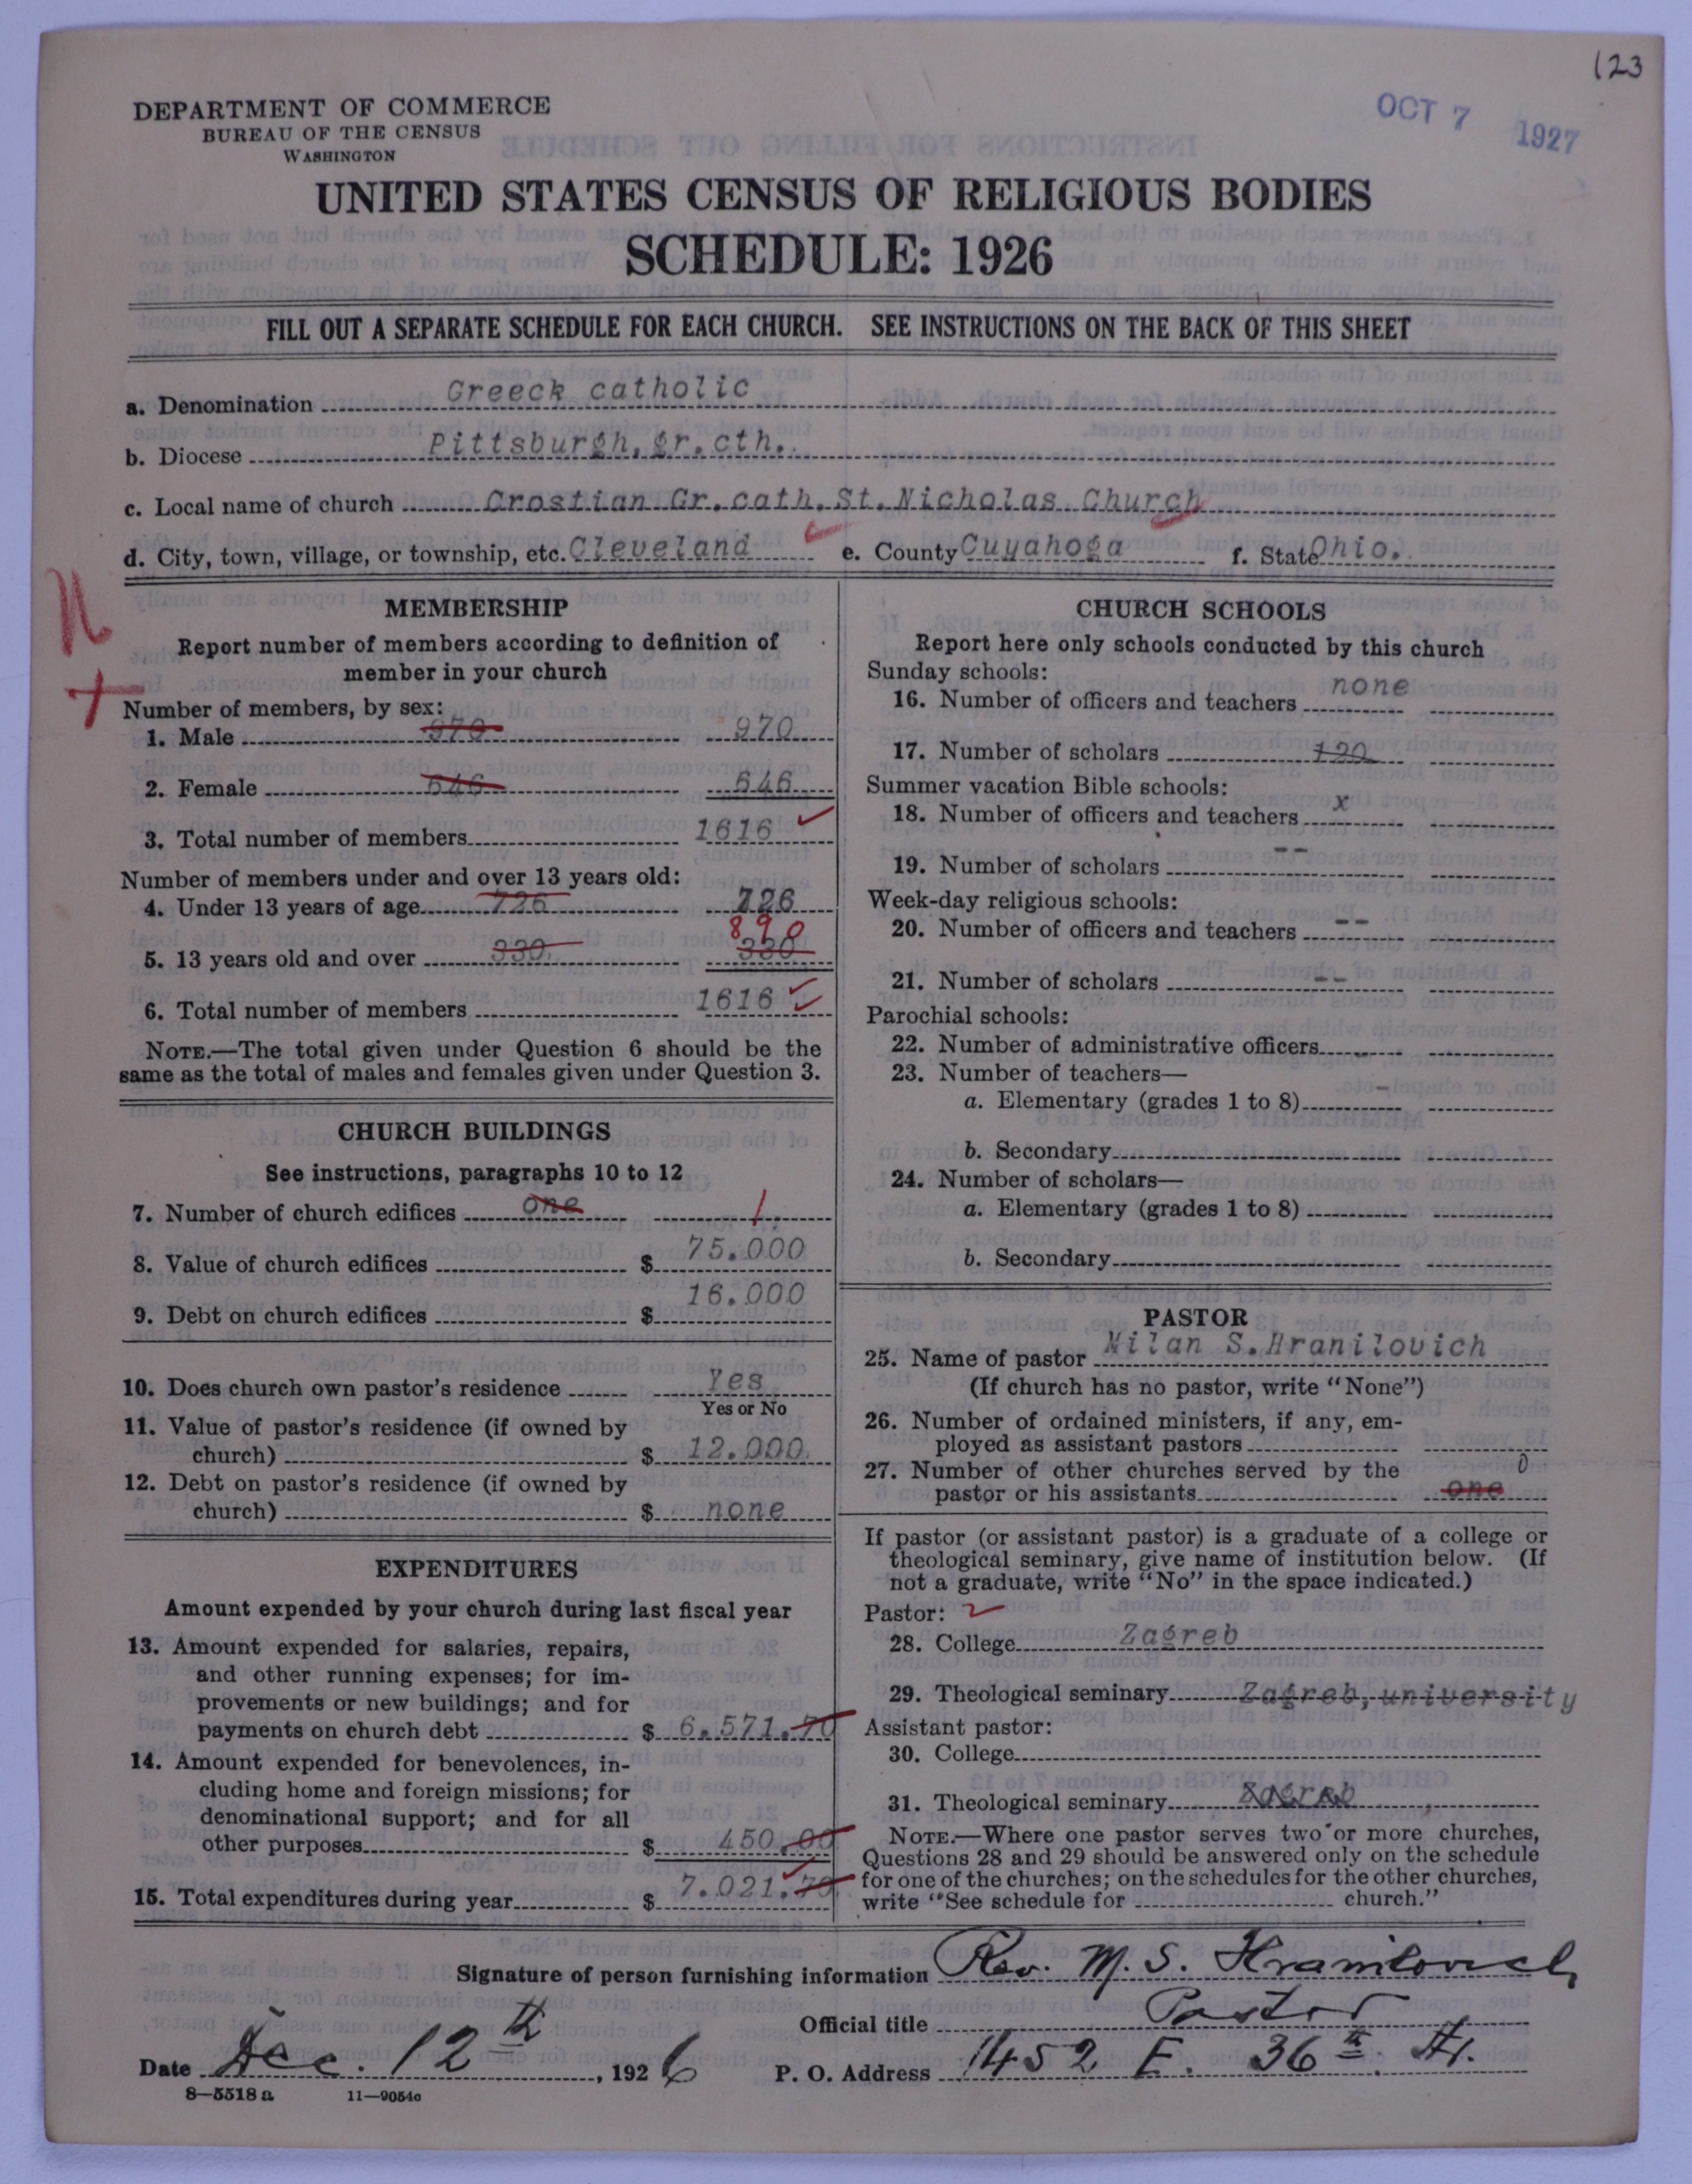 123
OCT 7 1927
DEPARTMENT OF COMMERCE
BUREAU OF THE CENSUS
WASHINGTON
UNITED STATES CENSUS OF RELIGIOUS BODIES
SCHEDULE: 1926
FILL OUT A SEPARATE SCHEDULE FOR EACH CHURCH. SEE INSTRUCTIONS ON THE BACK OF THIS SHEET
a. Denomination Greeck catholic
b. Diocese Pittsburgh, gr. cth.
c. Local name of church Crostian Gr. cath. St. Nicholas Church
d. City, town, village, or township, etc. Cleveland e. County Cuyahoga f. State Ohio.
MEMBERSHIP
Report number of members according to definition of
member in your church
Number of members, by sex:
1. Male 970 970
2. Female 646 646
3. Total number of members 1616
Number of members under and over 13 years old:
4. Under 13 years of age 726 726
890
5. 13 years old and over 330 330
6. Total number of members 1616
NOTE.—The total given under Question 6 should be the
same as the total of males and females given under Question 3.
CHURCH BUILDINGS
See instructions, paragraphs 10 to 12
7. Number of church edifices one 1
8. Value of church edifices $ 75.000
9. Debt on church edifices $ 16.000
10. Does church own pastor's residence Yes
Yes or No
11. Value of pastor's residence (if owned by
church) $ 12.000
12. Debt on pastor's residence (if owned by
church) $ none
EXPENDITURES
Amount expended by your church during last fiscal year
13. Amount expended for salaries, repairs,
and other running expenses; for im-
provements or new buildings; and for
payments on church debt $ 6.571.70
14. Amount expended for benevolences, in-
cluding home and foreign missions; for
denominational support; and for all
other purposes $ 450.00
15. Total expenditures during year $ 7.021.70
CHURCH SCHOOLS
Report here only schools conducted by this church
Sunday schools:
16. Number of officers and teachers none
17. Number of scholars 120
Summer vacation Bible schools:
18. Number of officers and teachers x
19. Number of scholars --
Week-day religious schools:
20. Number of officers and teachers --
21. Number of scholars --
Parochial schools:
22. Number of administrative officers
23. Number of teachers—
a. Elementary (grades 1 to 8)
b. Secondary
24. Number of scholars—
a. Elementary (grades 1 to 8)
b. Secondary
PASTOR
25. Name of pastor Milan S. Hranilovich
(If church has no pastor, write "None")
26. Number of ordained ministers, if any, em-
ployed as assistant pastors
27. Number of other churches served by the 0
pastor or his assistants one
If pastor (or assistant pastor) is a graduate of a college or
theological seminary, give name of institution below. (If
not a graduate, write "No" in the space indicated.)
Pastor:
28. College Zagreb
29. Theological seminary Zagreb, university
Assistant pastor:
30. College
31. Theological seminary
NOTE.—Where one pastor serves two or more churches,
Questions 28 and 29 should be answered only on the schedule
for one of the churches; on the schedules for the other churches,
write "See schedule for church."
Signature of person furnishing information Rev. M. S. Hranilovich
Official title Pastor
Date Dec. 12th, 1926 P. O. Address 1452 E. 36th St.
8—5518 a 11—9054c